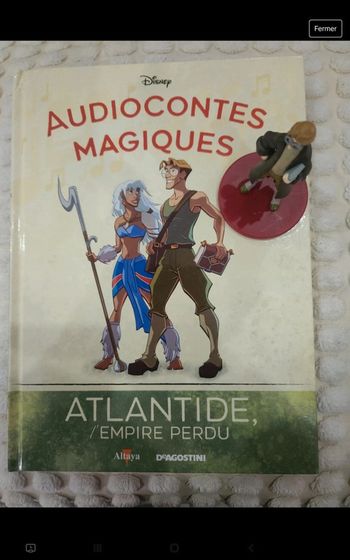 Fermer
Disney
AUDIOCONTES
MAGIQUES
ATLANTIDE,
l'EMPIRE PERDU
Altaya
DeAGOSTINI